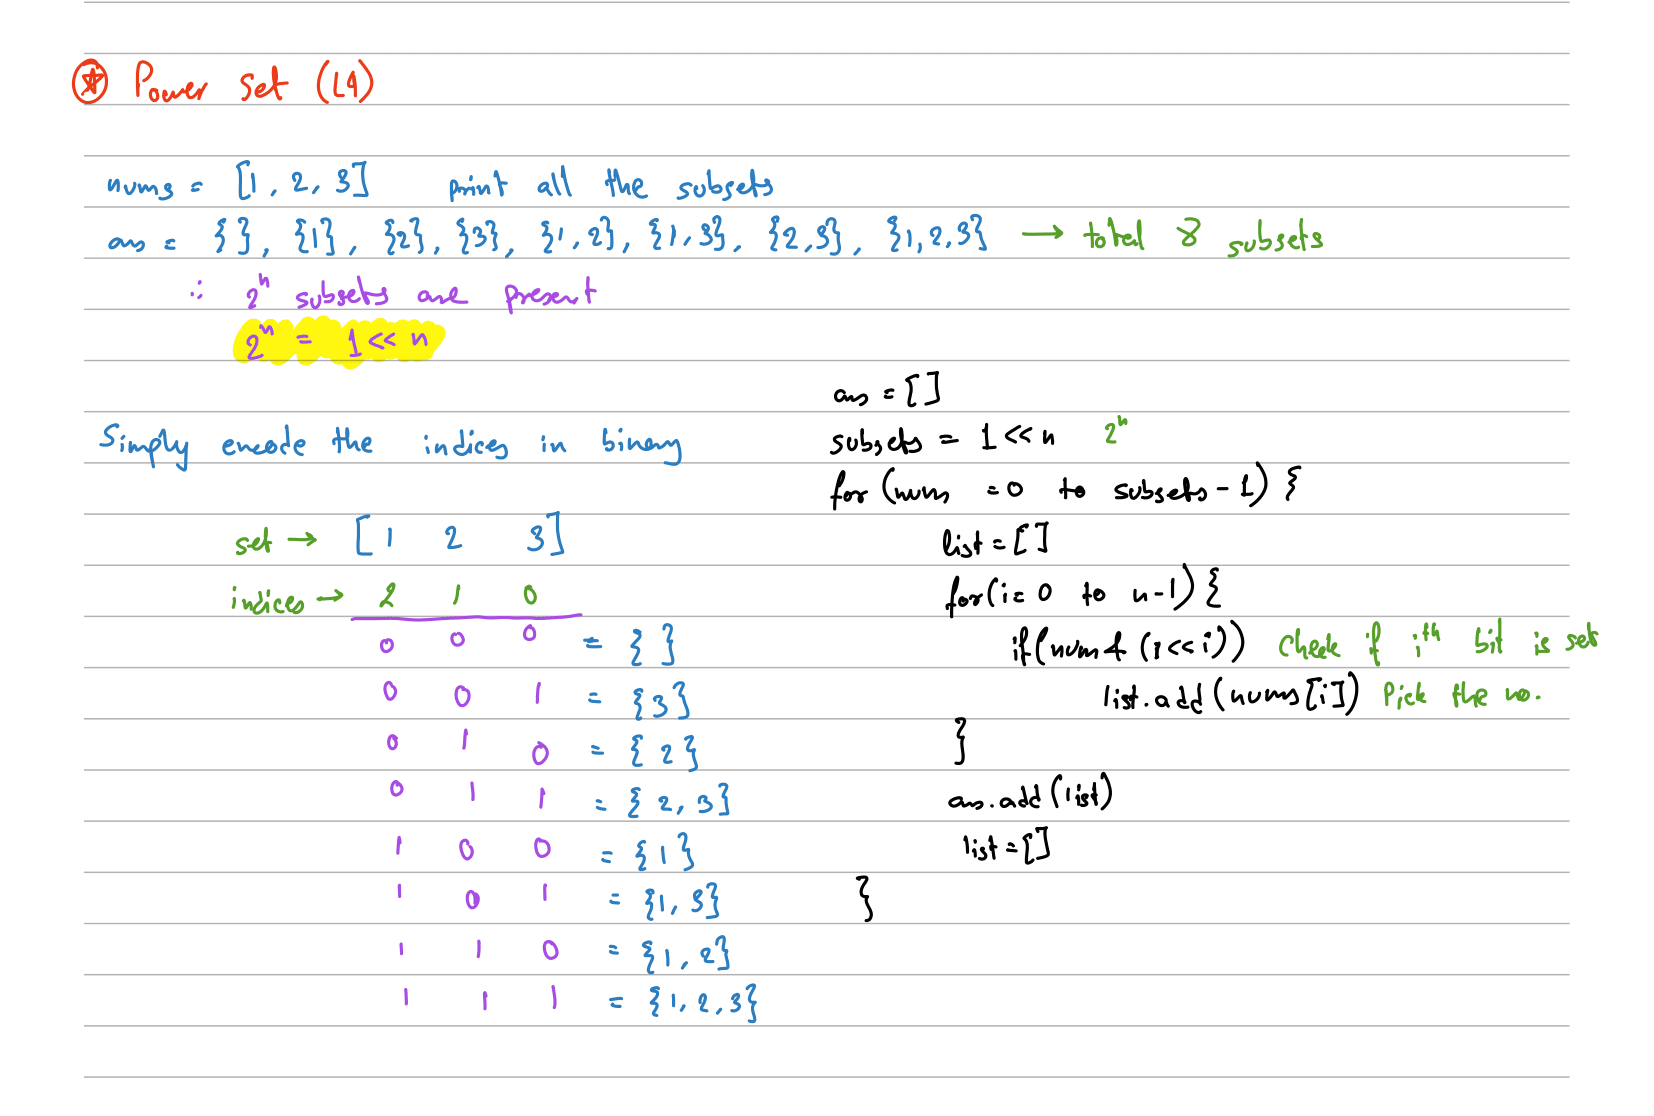 Power Set (L4)
nums = [1, 2, 3] print all the subsets
ans = { }, {1}, {2}, {3}, {1, 2}, {1, 3}, {2,3}, {1,2,3} → total 8 subsets
∴ 2ⁿ subsets are present
2ⁿ = 1<<n
Simply encode the indices in binary
set → [1 2 3]
indices → 2 1 0
0 0 0 = { }
0 0 1 = {3}
0 1 0 = { 2}
0 1 1 = { 2, 3}
1 0 0 = {1}
1 0 1 = {1, 3}
1 1 0 = {1, 2}
1 1 1 = {1, 2, 3}
ans = [ ]
subsets = 1 << n 2ⁿ
for (num = 0 to subsets - 1) {
list = [ ]
for(i = 0 to n-1) {
if(num & (1<<i)) Check if iᵗʰ bit is set
list.add(nums[i]) Pick the no.
}
ans.add(list)
list = []
}